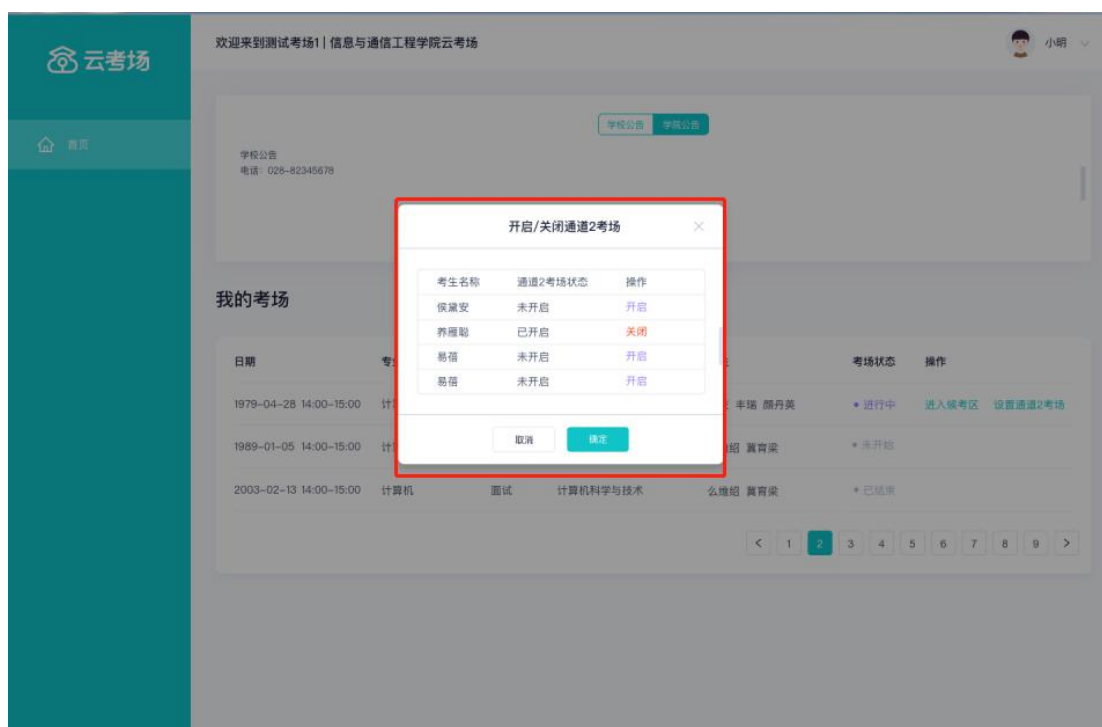 云考场
欢迎来到测试考场1| 信息与通信工程学院云考场
小明
首页
学校公告 学院公告
学校公告
电话：028-82345678
开启/关闭通道2考场
考生名称 通道2考场状态 操作
侯黛安 未开启 开启
养雁聪 已开启 关闭
易蓓 未开启 开启
易蓓 未开启 开启
取消 确定
我的考场
日期 考场状态 操作
1979-04-28 14:00-15:00 丰瑞 颜丹英 进行中 进入候考区 设置通道2考场
1989-01-05 14:00-15:00 冀育梁 未开始
2003-02-13 14:00-15:00 计算机 面试 计算机科学与技术 么维绍 冀育梁 已结束
< 1 2 3 4 5 6 7 8 9 >